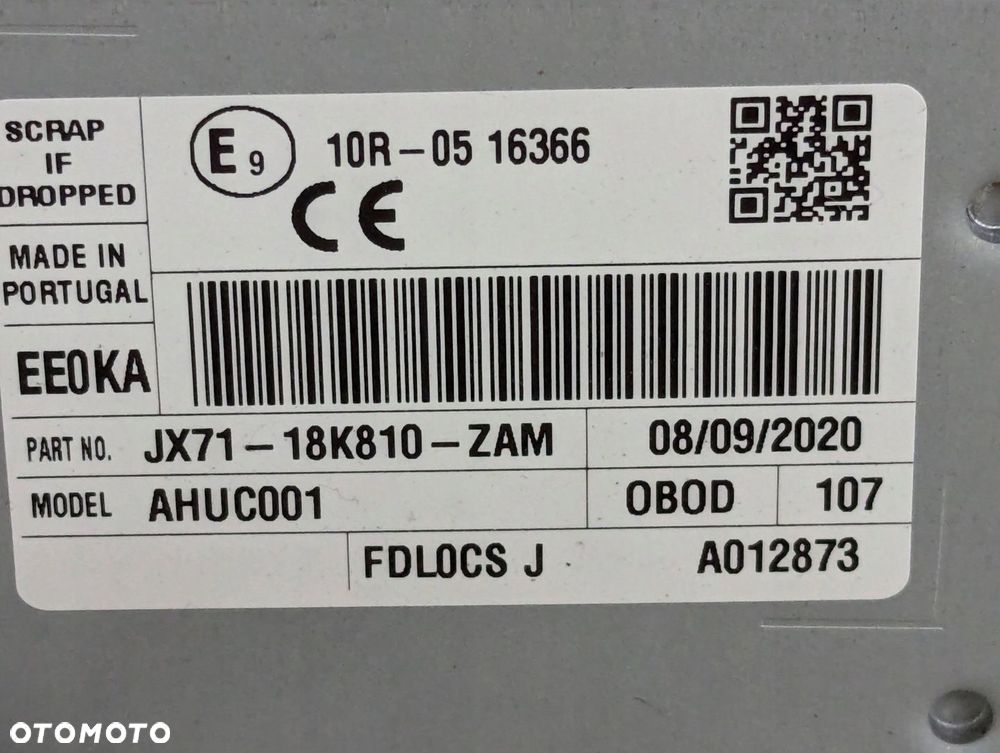 SCRAP
IF
DROPPED
E9 10R-05 16366
CE
MADE IN
PORTUGAL
EE0KA
PART NO. JX71-18K810-ZAM 08/09/2020
MODEL AHUC001 OBOD 107
FDL0CS J A012873
OTOMOTO